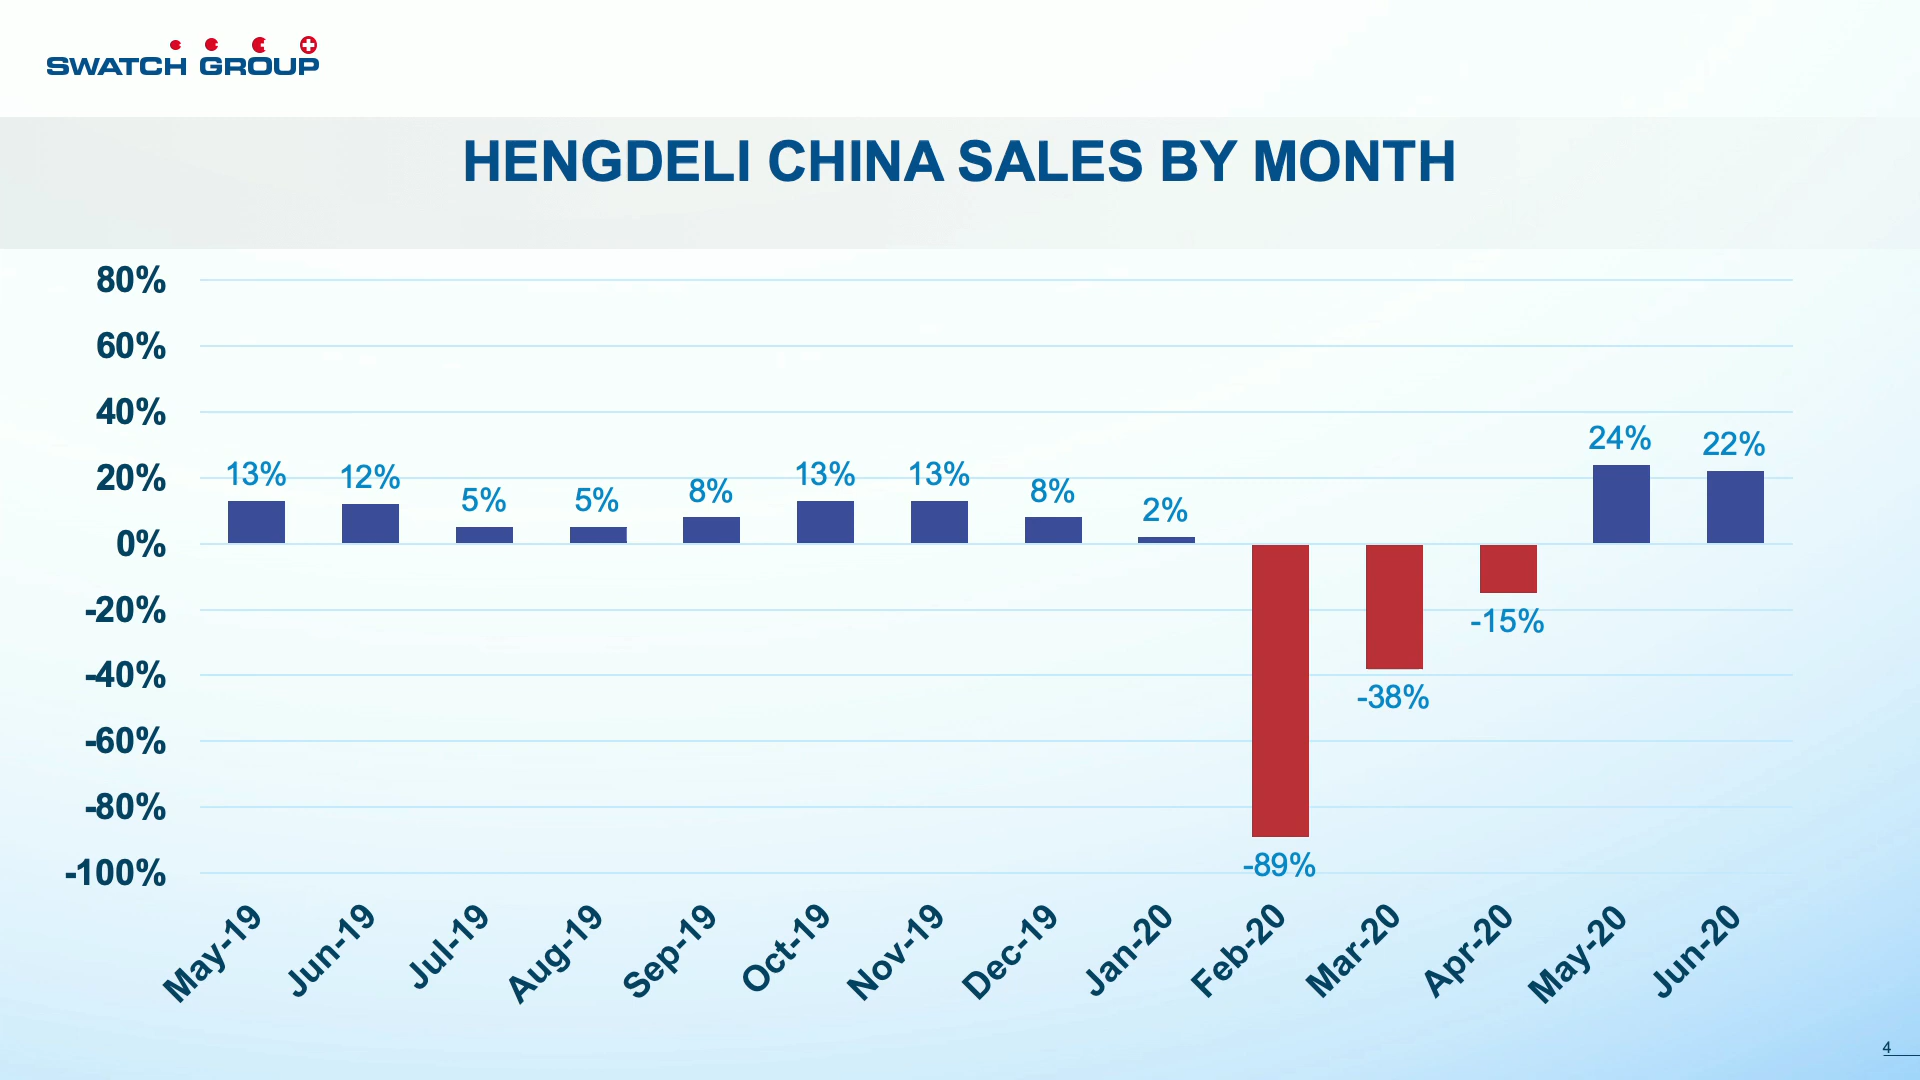 SWATCH GROUP
HENGDELI CHINA SALES BY MONTH
80%
60%
40%
20%
0%
-20%
-40%
-60%
-80%
-100%
13%
12%
5%
5%
8%
13%
13%
8%
2%
-89%
-38%
-15%
24%
22%
May-19
Jun-19
Jul-19
Aug-19
Sep-19
Oct-19
Nov-19
Dec-19
Jan-20
Feb-20
Mar-20
Apr-20
May-20
Jun-20
4